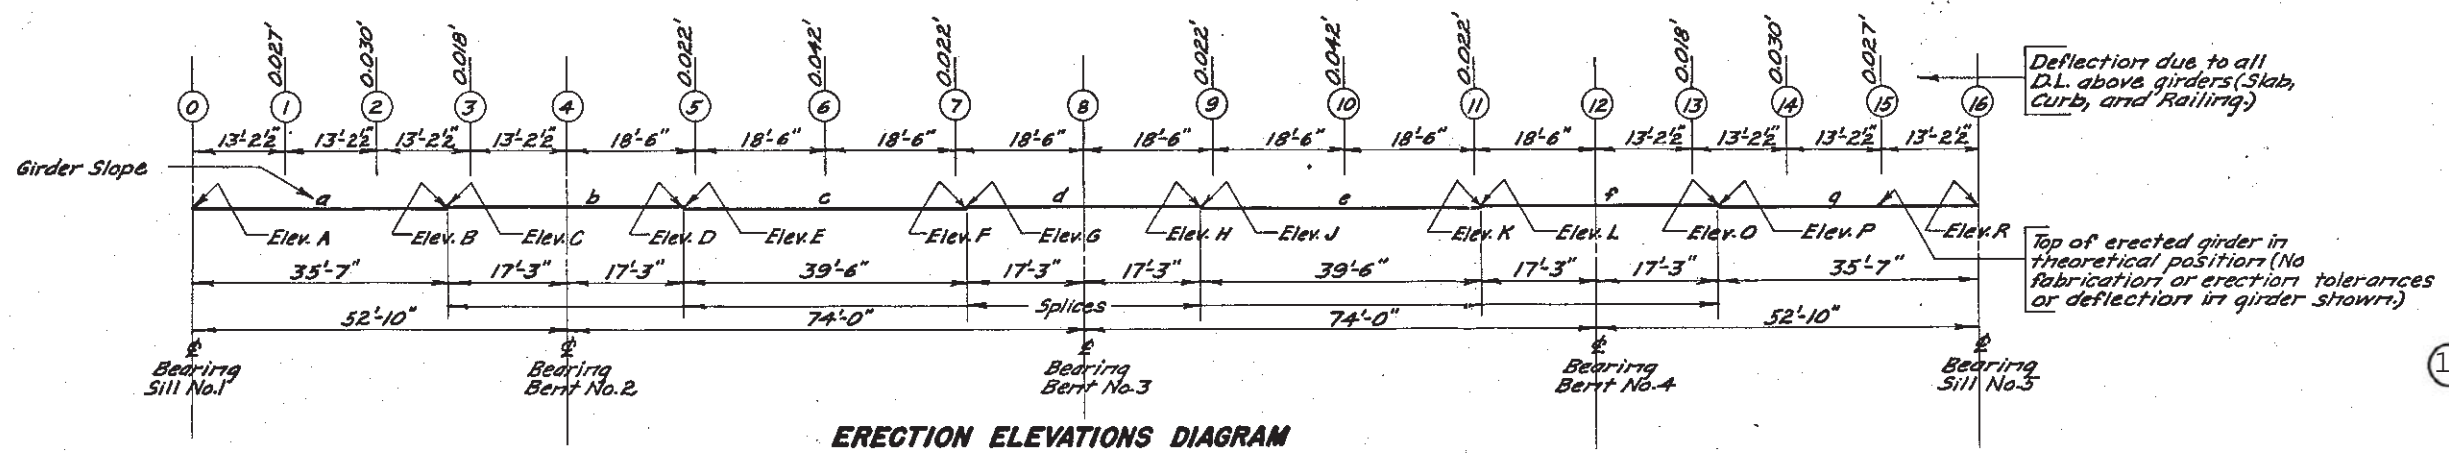 0.027' 0.030' 0.018' 0.022' 0.042' 0.022' 0.022' 0.042' 0.022' 0.018' 0.030' 0.027'
0 1 2 3 4 5 6 7 8 9 10 11 12 13 14 15 16
Deflection due to all
D.L. above girders (Slab,
Curb, and Railing.)
13'-2½" 13'-2½" 13'-2½" 13'-2½" 18'-6" 18'-6" 18'-6" 18'-6" 18'-6" 18'-6" 18'-6" 18'-6" 13'-2½" 13'-2½" 13'-2½" 13'-2½"
Girder Slope
a b c d e f g
Elev. A Elev. B Elev. C Elev. D Elev. E Elev. F Elev. G Elev. H Elev. J Elev. K Elev. L Elev. O Elev. P Elev. R
Top of erected girder in
theoretical position (No
fabrication or erection tolerances
or deflection in girder shown.)
35'-7" 17'-3" 17'-3" 39'-6" 17'-3" 17'-3" 39'-6" 17'-3" 17'-3" 35'-7"
Splices
52'-10" 74'-0" 74'-0" 52'-10"
℄ ℄ ℄ ℄ ℄
Bearing Bearing Bearing Bearing Bearing
Sill No.1 Bent No.2 Bent No.3 Bent No.4 Sill No.5
1
ERECTION ELEVATIONS DIAGRAM